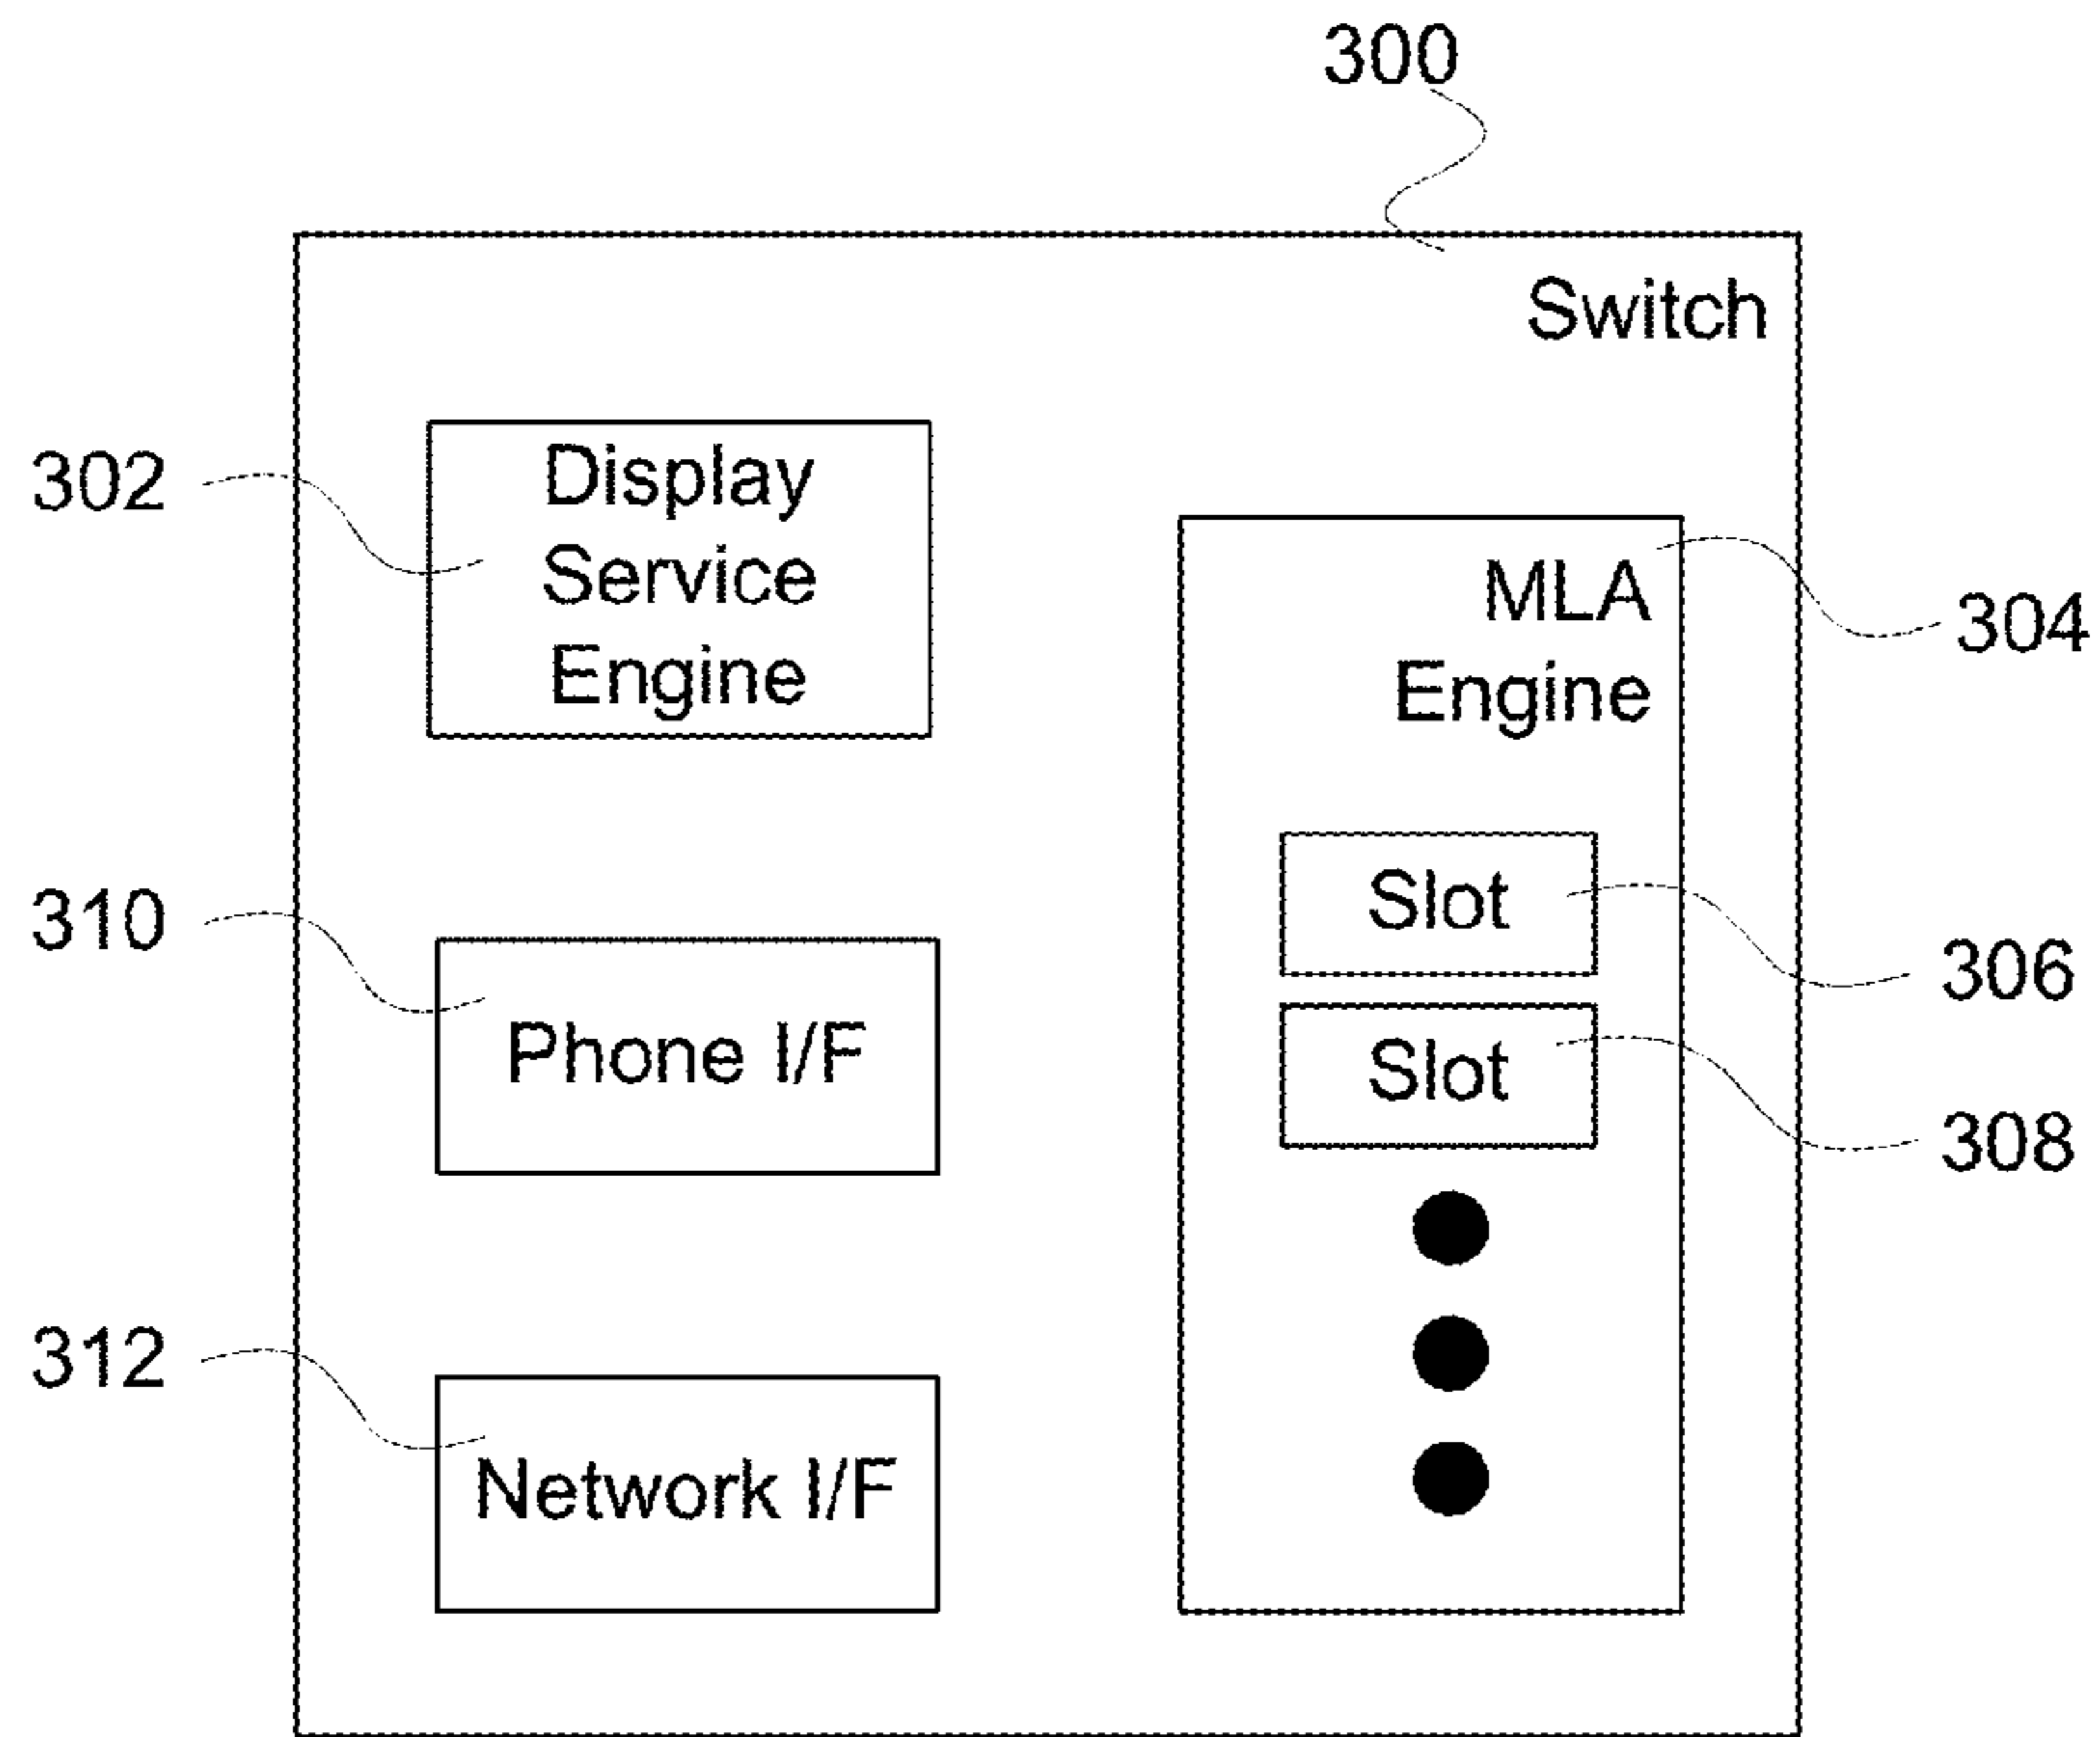 300
Switch
302
Display
Service
Engine
MLA
Engine
304
310
Phone I/F
Slot
306
Slot
308
312
Network I/F